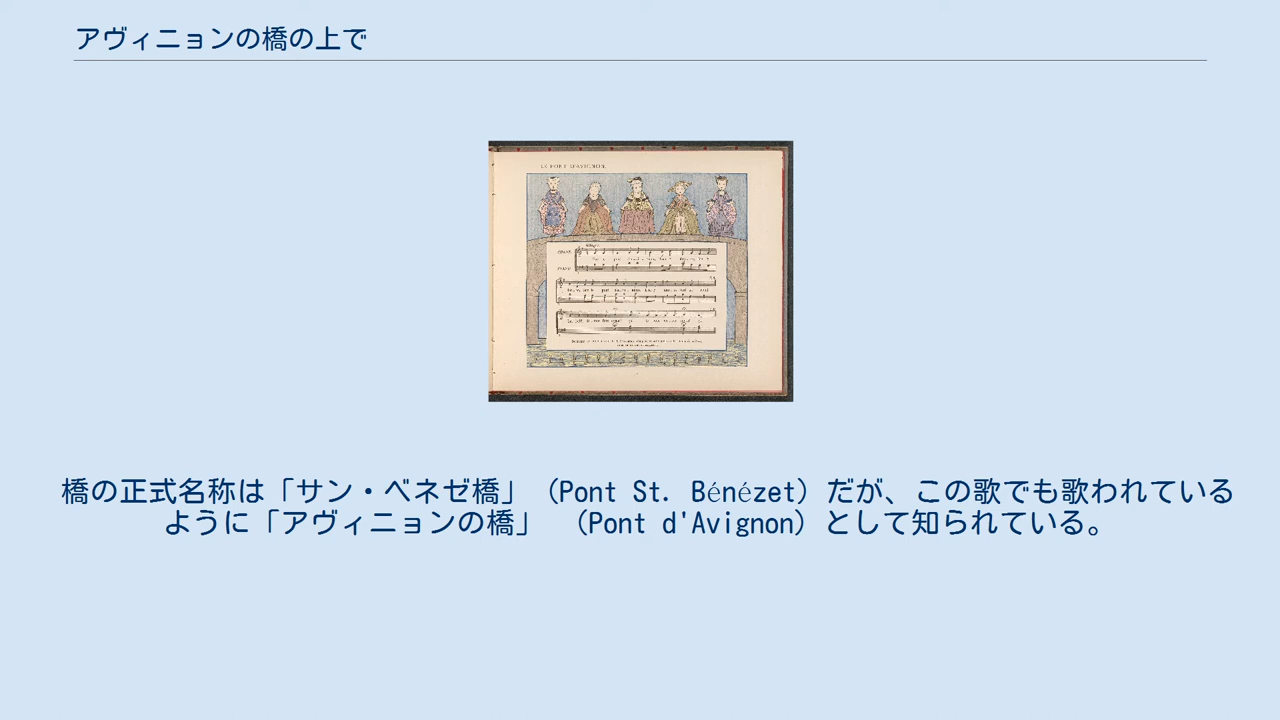 アヴィニョンの橋の上で
LE PONT D'AVIGNON
橋の正式名称は「サン・ベネゼ橋」（Pont St. Bénézet）だが、この歌でも歌われている
ように「アヴィニョンの橋」 （Pont d'Avignon）として知られている。